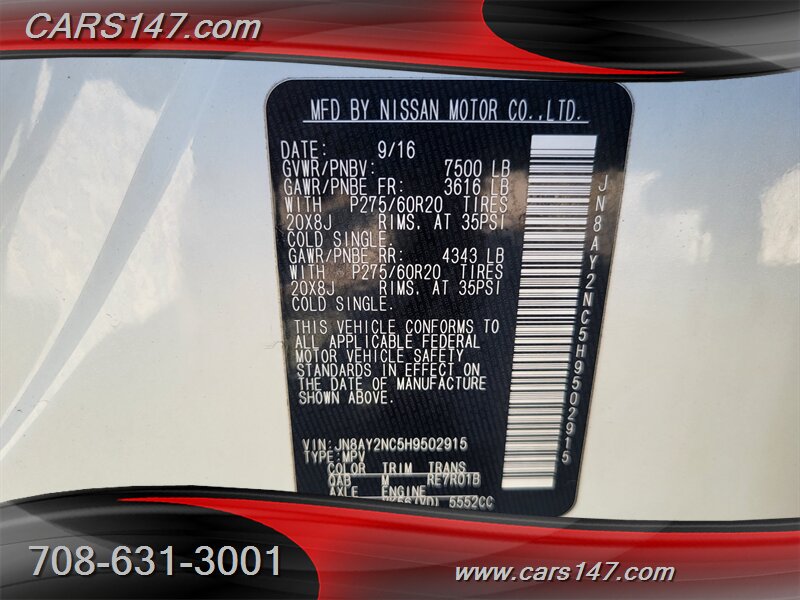 CARS147.com
MFD BY NISSAN MOTOR CO.,LTD.
DATE: 9/16
GVWR/PNBV: 7500 LB
GAWR/PNBE FR: 3616 LB
WITH P275/60R20 TIRES
20X8J RIMS. AT 35PSI
COLD SINGLE.
GAWR/PNBE RR: 4343 LB
WITH P275/60R20 TIRES
20X8J RIMS. AT 35PSI
COLD SINGLE.
THIS VEHICLE CONFORMS TO
ALL APPLICABLE FEDERAL
MOTOR VEHICLE SAFETY
STANDARDS IN EFFECT ON
THE DATE OF MANUFACTURE
SHOWN ABOVE.
VIN:JN8AY2NC5H9502915
TYPE:MPV
COLOR TRIM TRANS
QAB M RE7R01B
AXLE ENGINE
5552CC
JN8AY2NC5H9502915
708-631-3001
www.cars147.com